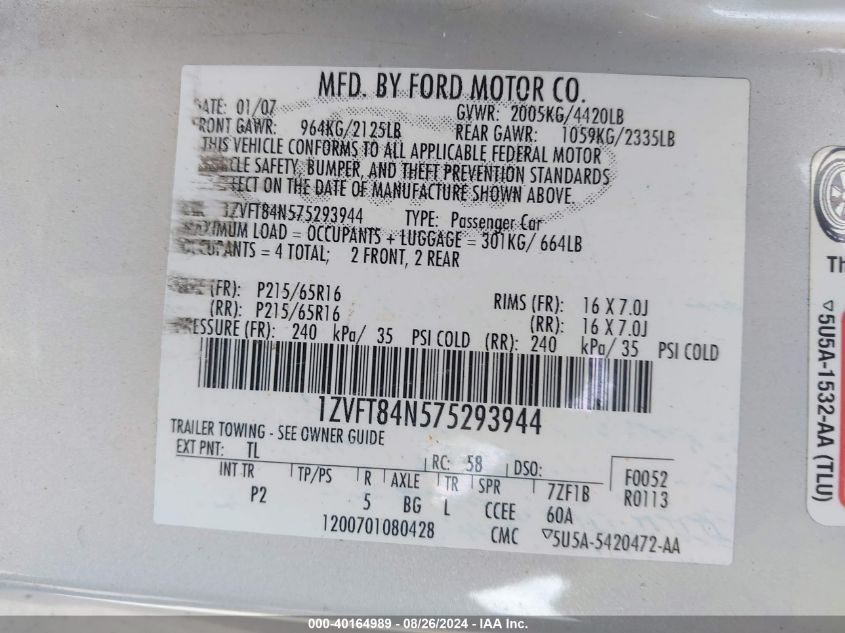 MFD. BY FORD MOTOR CO.
DATE: 01/07 GVWR: 2005KG/4420LB
FRONT GAWR: 964KG/2125LB REAR GAWR: 1059KG/2335LB
THIS VEHICLE CONFORMS TO ALL APPLICABLE FEDERAL MOTOR
VEHICLE SAFETY, BUMPER, AND THEFT PREVENTION STANDARDS
EFFECT ON THE DATE OF MANUFACTURE SHOWN ABOVE.
1ZVFT84N575293944 TYPE: Passenger Car
MAXIMUM LOAD = OCCUPANTS + LUGGAGE = 301KG/ 664LB
OCCUPANTS = 4 TOTAL; 2 FRONT, 2 REAR
(FR): P215/65R16 RIMS (FR): 16 X 7.0J
(RR): P215/65R16 (RR): 16 X 7.0J
PRESSURE (FR): 240 kPa/ 35 PSI COLD (RR): 240 kPa/ 35 PSI COLD
1ZVFT84N575293944
TRAILER TOWING - SEE OWNER GUIDE
EXT PNT: TL RC: 58 DSO: F0052
INT TR TP/PS R AXLE TR SPR 7ZF1B R0113
P2 5 BG L CCEE 60A
1200701080428 CMC ▽5U5A-5420472-AA
Th
▽5U5A-1532-AA (TLU)
000-40164989 - 08/26/2024 - IAAI.COM